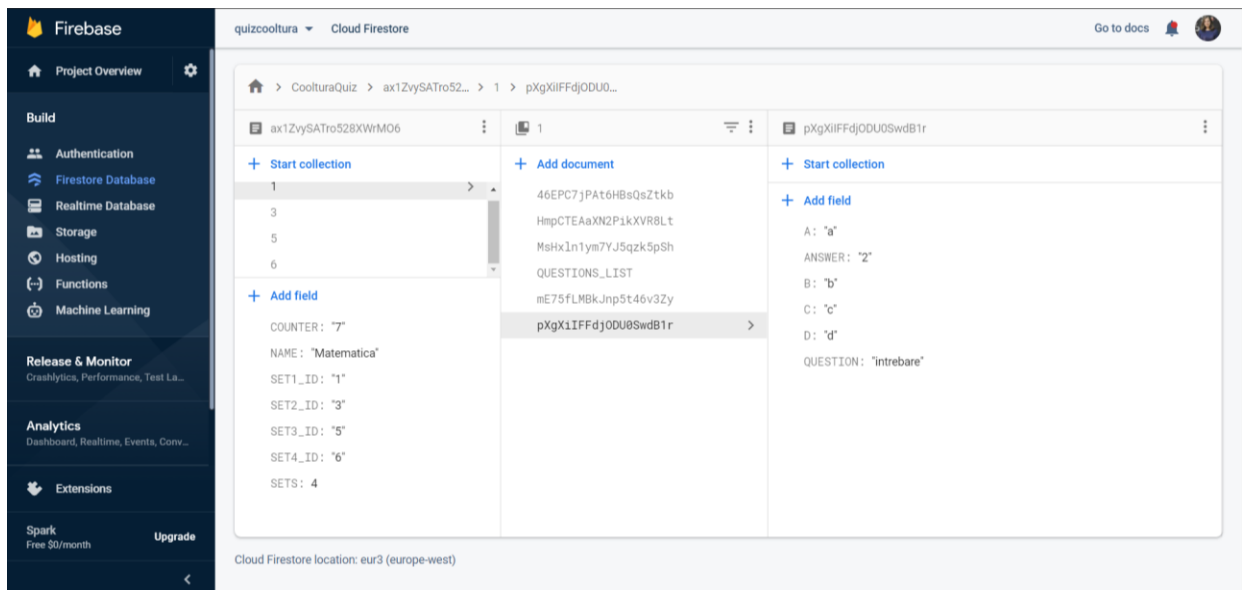 Firebase
Project Overview
Build
Authentication
Firestore Database
Realtime Database
Storage
Hosting
Functions
Machine Learning
Release & Monitor
Crashlytics, Performance, Test La...
Analytics
Dashboard, Realtime, Events, Conv...
Extensions
Spark
Free $0/month
Upgrade
quizcooltura Cloud Firestore
Go to docs
> CoolturaQuiz > ax1ZvySATro52... > 1 > pXgXiIFFdjODU0...
ax1ZvySATro528XWrMO6
+ Start collection
1
3
5
6
+ Add field
COUNTER: "7"
NAME: "Matematica"
SET1_ID: "1"
SET2_ID: "3"
SET3_ID: "5"
SET4_ID: "6"
SETS: 4
1
+ Add document
46EPC7jPAt6HBsQsZtkb
HmpCTEAaXN2PikXVR8Lt
MsHxln1ym7YJ5qzk5pSh
QUESTIONS_LIST
mE75fLMBkJnp5t46v3Zy
pXgXiIFFdjODU0SwdB1r
pXgXiIFFdjODU0SwdB1r
+ Start collection
+ Add field
A: "a"
ANSWER: "2"
B: "b"
C: "c"
D: "d"
QUESTION: "intrebare"
Cloud Firestore location: eur3 (europe-west)